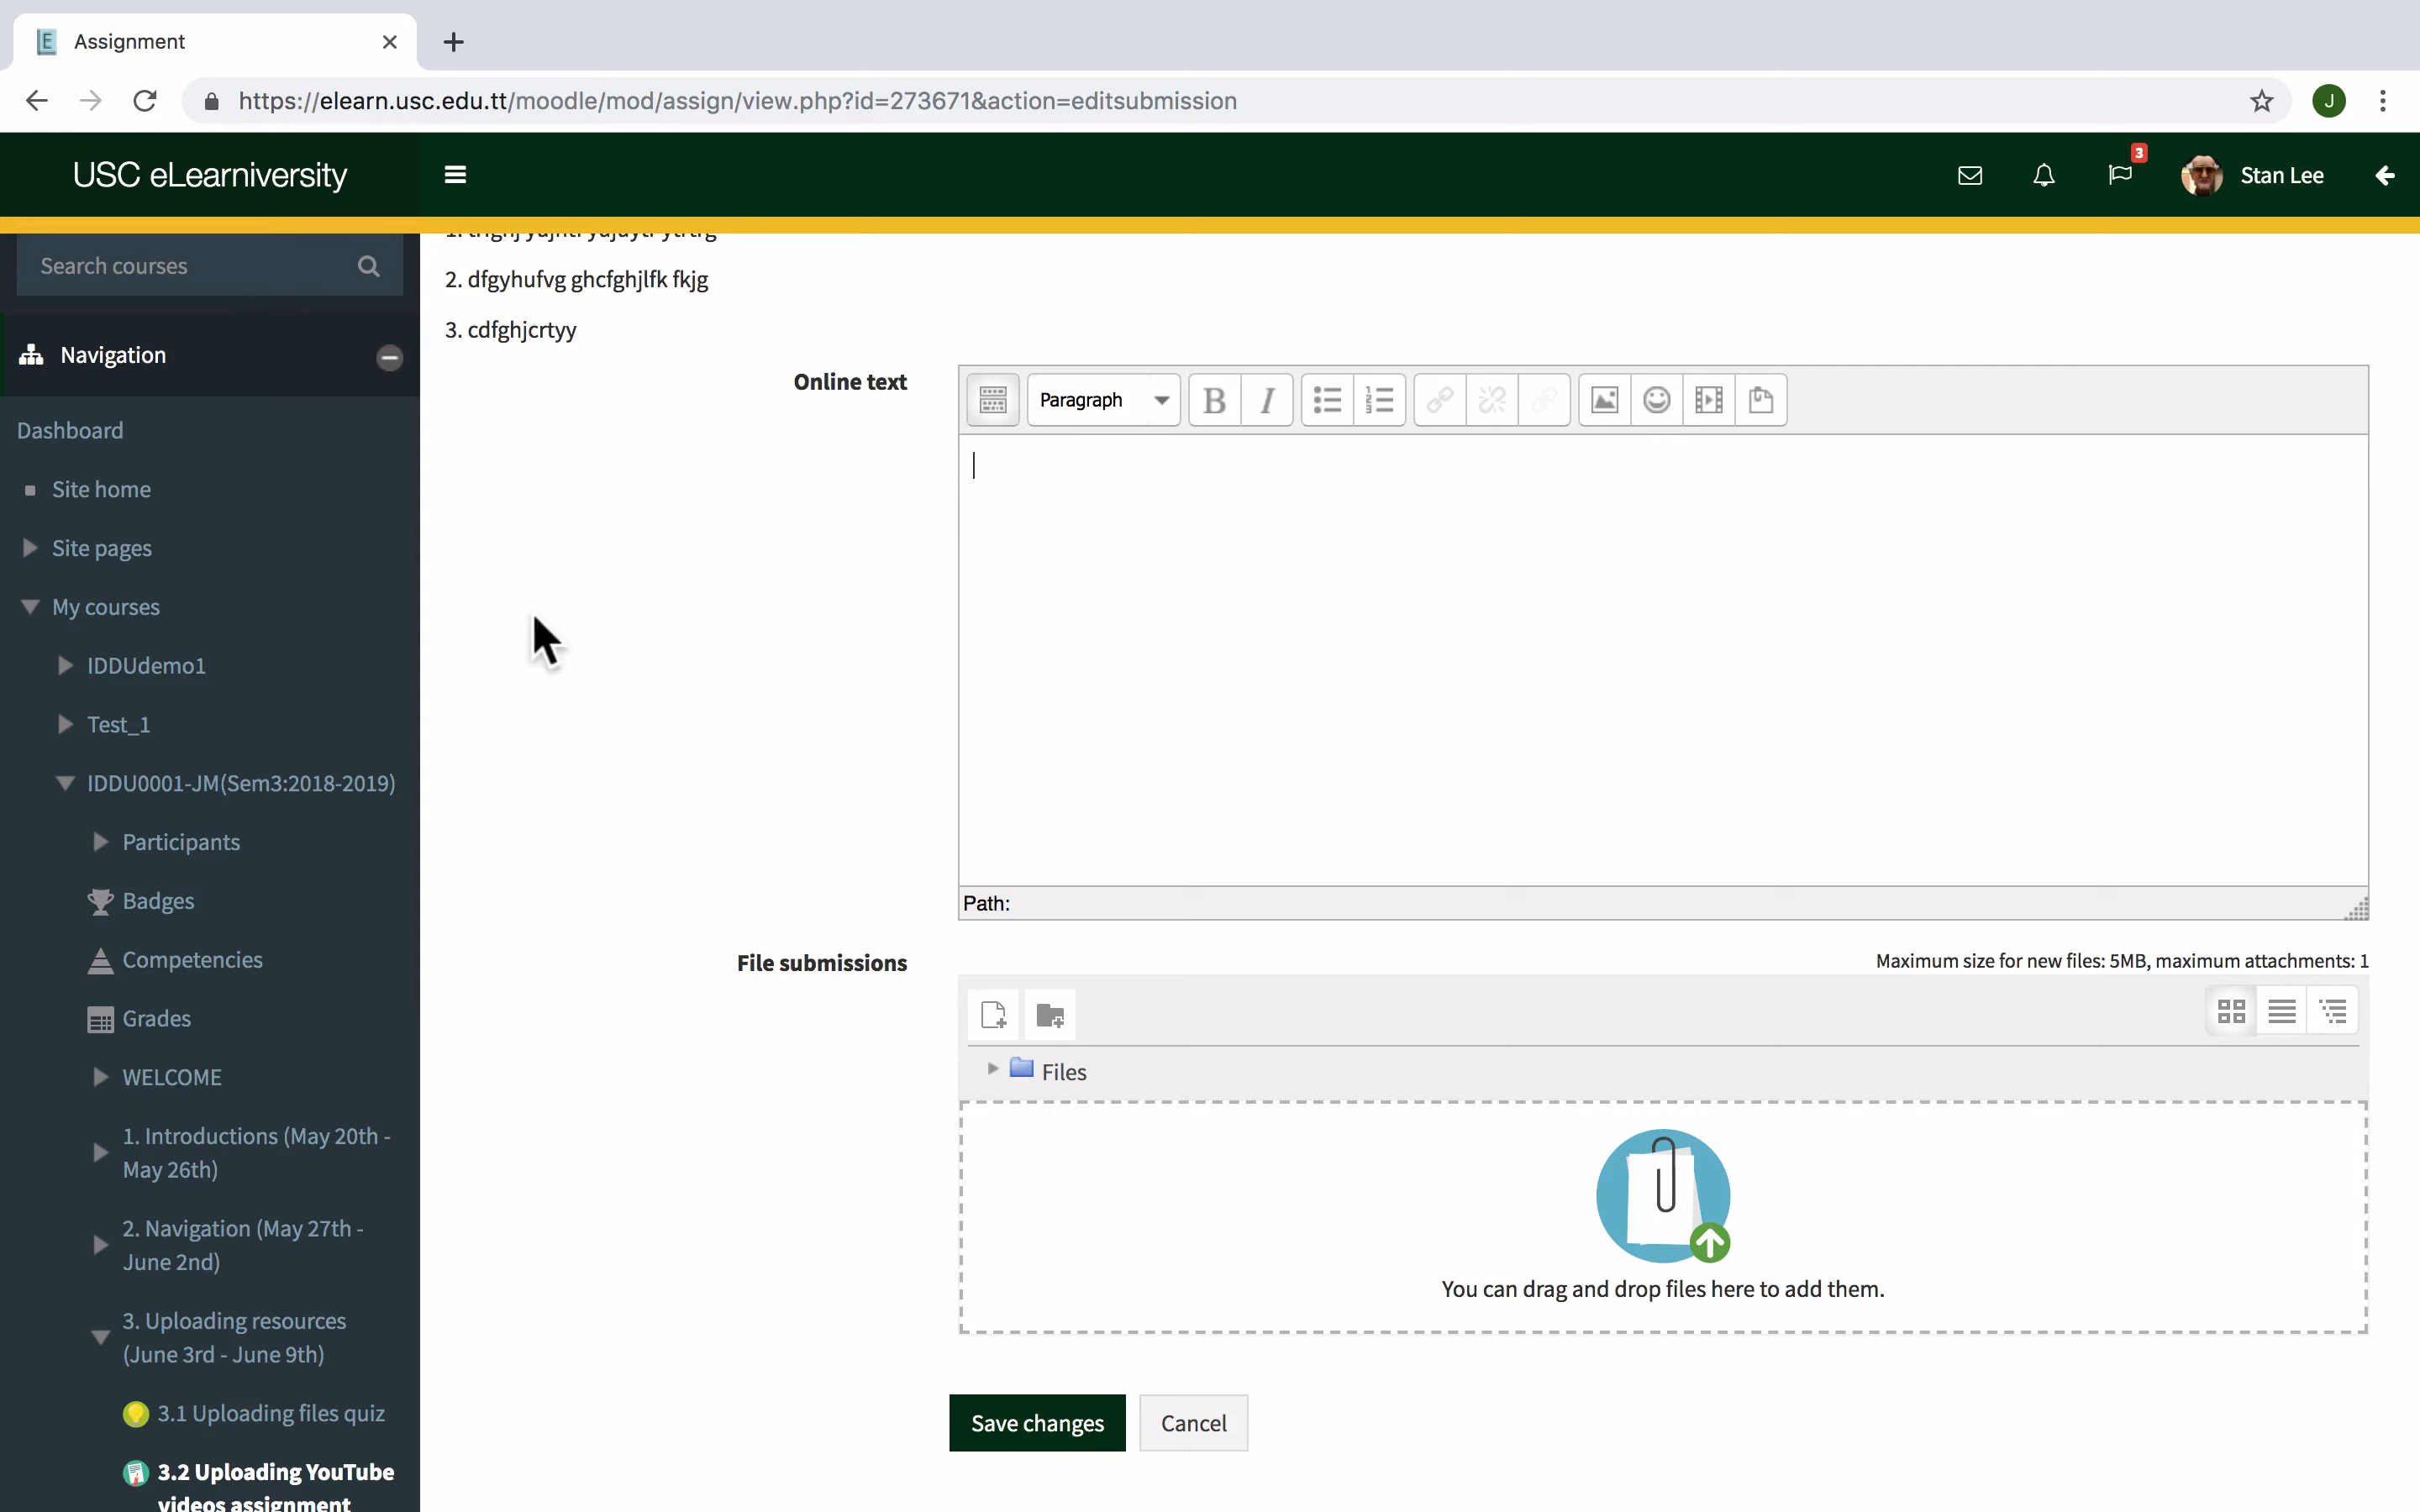 Assignment
https://elearn.usc.edu.tt/moodle/mod/assign/view.php?id=273671&action=editsubmission
J
USC eLearniversity
3
Stan Lee
Search courses
Navigation
Dashboard
Site home
Site pages
My courses
IDDUdemo1
Test_1
IDDU0001-JM(Sem3:2018-2019)
Participants
Badges
Competencies
Grades
WELCOME
1. Introductions (May 20th -
May 26th)
2. Navigation (May 27th -
June 2nd)
3. Uploading resources
(June 3rd - June 9th)
3.1 Uploading files quiz
3.2 Uploading YouTube
videos assignment
2. dfgyhufvg ghcfghjlfk fkjg
3. cdfghjcrtyy
Online text
Paragraph
B I
Path:
File submissions
Maximum size for new files: 5MB, maximum attachments: 1
Files
You can drag and drop files here to add them.
Save changes
Cancel